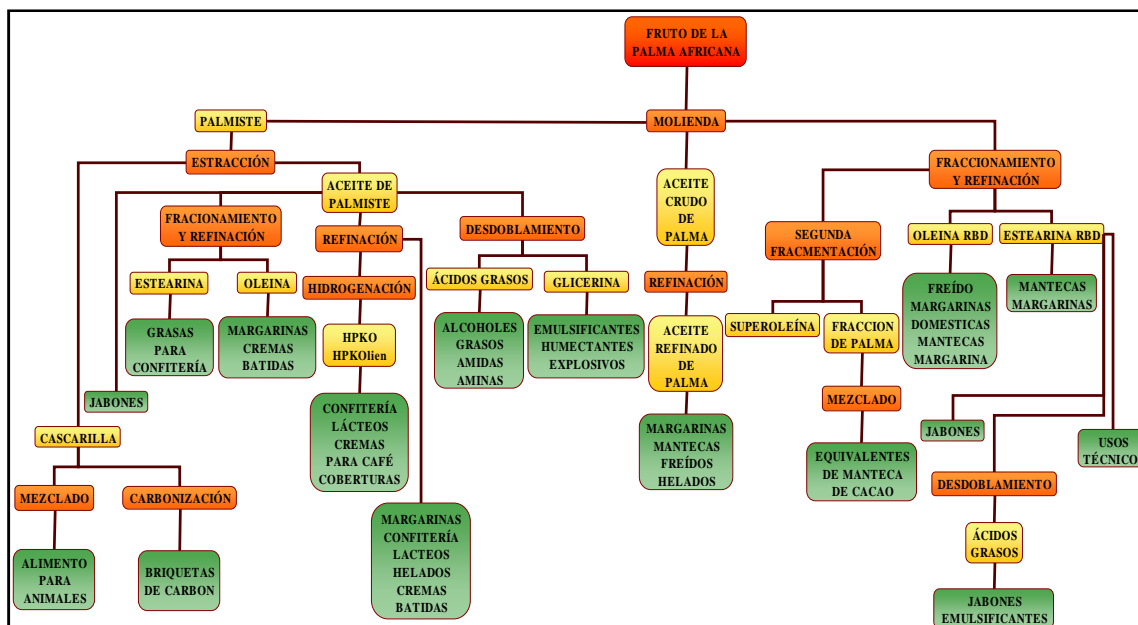 FRUTO DE LA
PALMA AFRICANA
PALMISTE
MOLIENDA
ESTRACCIÓN
FRACCIONAMIENTO
Y REFINACIÓN
ACEITE DE
PALMISTE
ACEITE
CRUDO
DE
PALMA
FRACIONAMIENTO
Y REFINACIÓN
REFINACIÓN
DESDOBLAMIENTO
SEGUNDA
FRACMENTACIÓN
OLEINA RBD
ESTEARINA RBD
ESTEARINA
OLEINA
HIDROGENACIÓN
ÁCIDOS GRASOS
GLICERINA
REFINACIÓN
FREÍDO
MARGARINAS
DOMESTICAS
MANTECAS
MARGARINA
MANTECAS
MARGARINAS
GRASAS
PARA
CONFITERÍA
MARGARINAS
CREMAS
BATIDAS
HPKO
HPKOlien
ALCOHOLES
GRASOS
AMIDAS
AMINAS
EMULSIFICANTES
HUMECTANTES
EXPLOSIVOS
ACEITE
REFINADO
DE
PALMA
SUPEROLEÍNA
FRACCION
DE PALMA
JABONES
CONFITERÍA
LÁCTEOS
CREMAS
PARA CAFÉ
COBERTURAS
MARGARINAS
MANTECAS
FREÍDOS
HELADOS
MEZCLADO
JABONES
USOS
TÉCNICO
CASCARILLA
EQUIVALENTES
DE MANTECA
DE CACAO
DESDOBLAMIENTO
MEZCLADO
CARBONIZACIÓN
MARGARINAS
CONFITERÍA
LACTEOS
HELADOS
CREMAS
BATIDAS
ÁCIDOS
GRASOS
ALIMENTO
PARA
ANIMALES
BRIQUETAS
DE CARBON
JABONES
EMULSIFICANTES